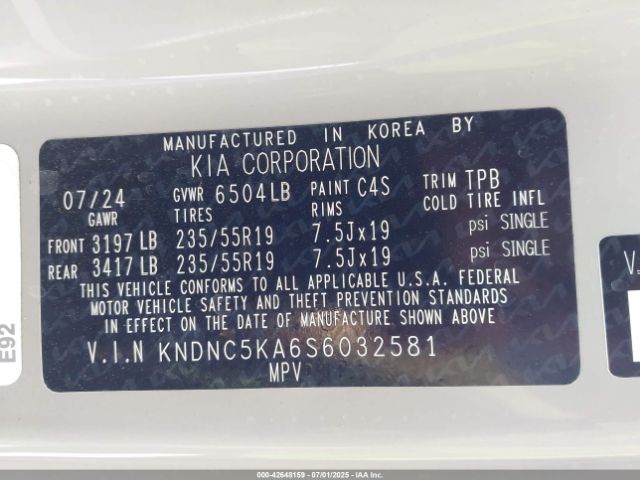 MANUFACTURED IN KOREA BY
KIA CORPORATION
07/24 GVWR 6504LB PAINT C4S TRIM TPB
GAWR TIRES RIMS COLD TIRE INFL
FRONT 3197 LB 235/55R19 7.5Jx19 psi SINGLE
REAR 3417 LB 235/55R19 7.5Jx19 psi SINGLE
THIS VEHICLE CONFORMS TO ALL APPLICABLE U.S.A. FEDERAL
MOTOR VEHICLE SAFETY AND THEFT PREVENTION STANDARDS
IN EFFECT ON THE DATE OF MANUFACTURE SHOWN ABOVE.
V.I.N KNDNC5KA6S6032581
MPV
E92
V.
000-42648159 - 07/01/2025 - COPYRIGHT IAA, LLC